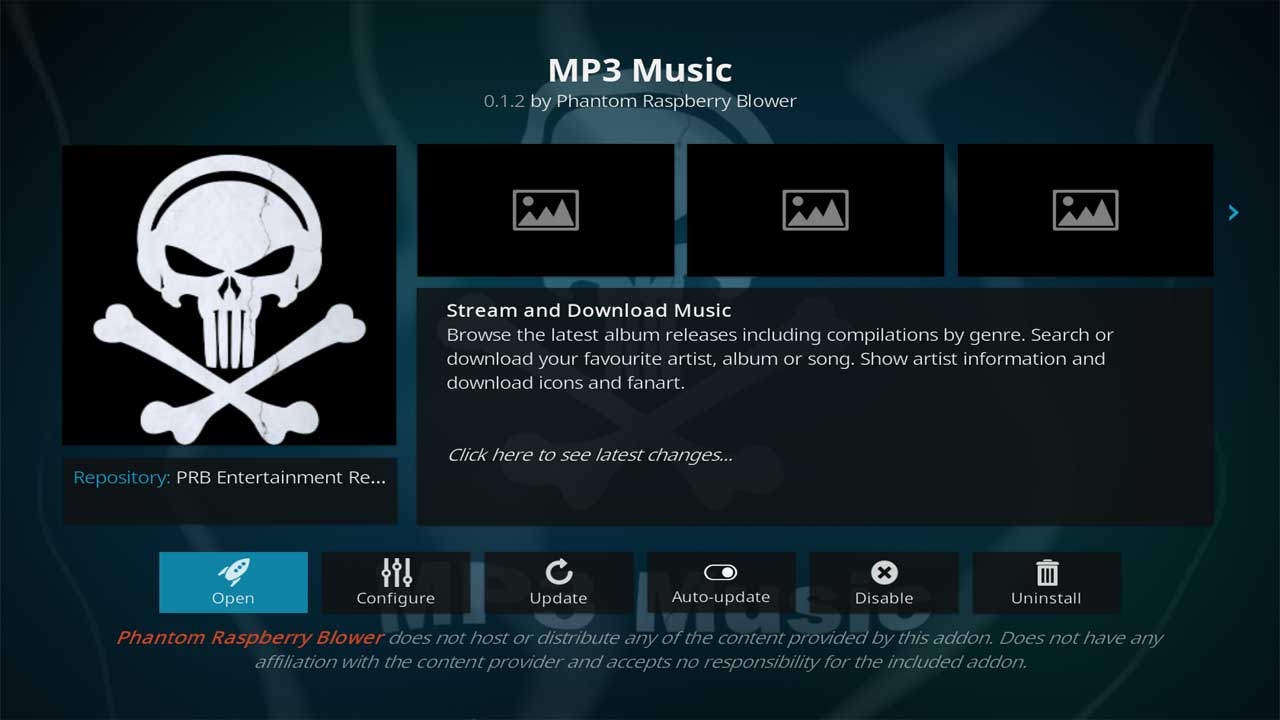 MP3 Music
0.1.2 by Phantom Raspberry Blower
Stream and Download Music
Browse the latest album releases including compilations by genre. Search or
download your favourite artist, album or song. Show artist information and
download icons and fanart.
Click here to see latest changes...
Repository: PRB Entertainment Re...
Open
Configure
Update
Auto-update
Disable
Uninstall
MP3 Music
Phantom Raspberry Blower does not host or distribute any of the content provided by this addon. Does not have any
affiliation with the content provider and accepts no responsibility for the included addon.